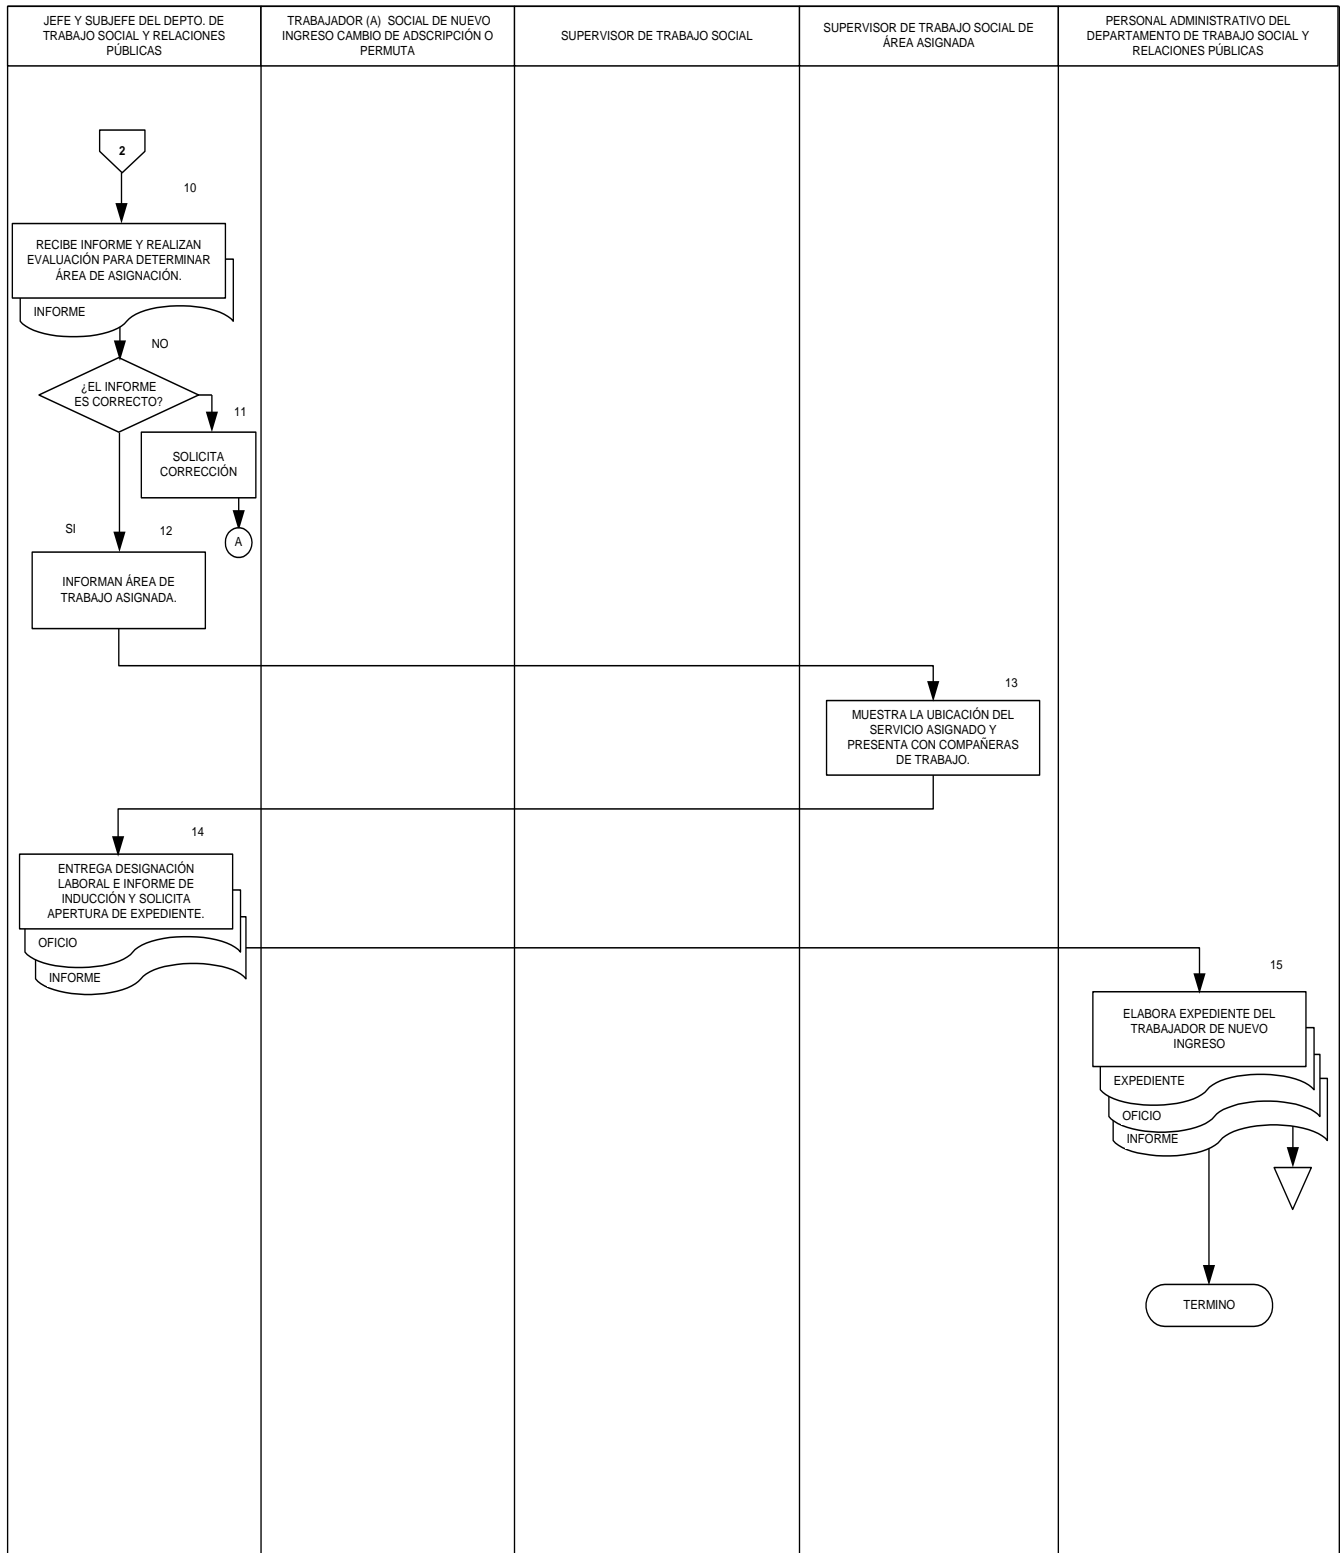 JEFE Y SUBJEFE DEL DEPTO. DE
TRABAJO SOCIAL Y RELACIONES
PÚBLICAS
TRABAJADOR (A) SOCIAL DE NUEVO
INGRESO CAMBIO DE ADSCRIPCIÓN O
PERMUTA
SUPERVISOR DE TRABAJO SOCIAL
SUPERVISOR DE TRABAJO SOCIAL DE
ÁREA ASIGNADA
PERSONAL ADMINISTRATIVO DEL
DEPARTAMENTO DE TRABAJO SOCIAL Y
RELACIONES PÚBLICAS
2
10
RECIBE INFORME Y REALIZAN
EVALUACIÓN PARA DETERMINAR
ÁREA DE ASIGNACIÓN.
INFORME
NO
¿EL INFORME
ES CORRECTO?
11
SOLICITA
CORRECCIÓN
A
SI
12
INFORMAN ÁREA DE
TRABAJO ASIGNADA.
13
MUESTRA LA UBICACIÓN DEL
SERVICIO ASIGNADO Y
PRESENTA CON COMPAÑERAS
DE TRABAJO.
14
ENTREGA DESIGNACIÓN
LABORAL E INFORME DE
INDUCCIÓN Y SOLICITA
APERTURA DE EXPEDIENTE.
OFICIO
INFORME
15
ELABORA EXPEDIENTE DEL
TRABAJADOR DE NUEVO
INGRESO
EXPEDIENTE
OFICIO
INFORME
TERMINO